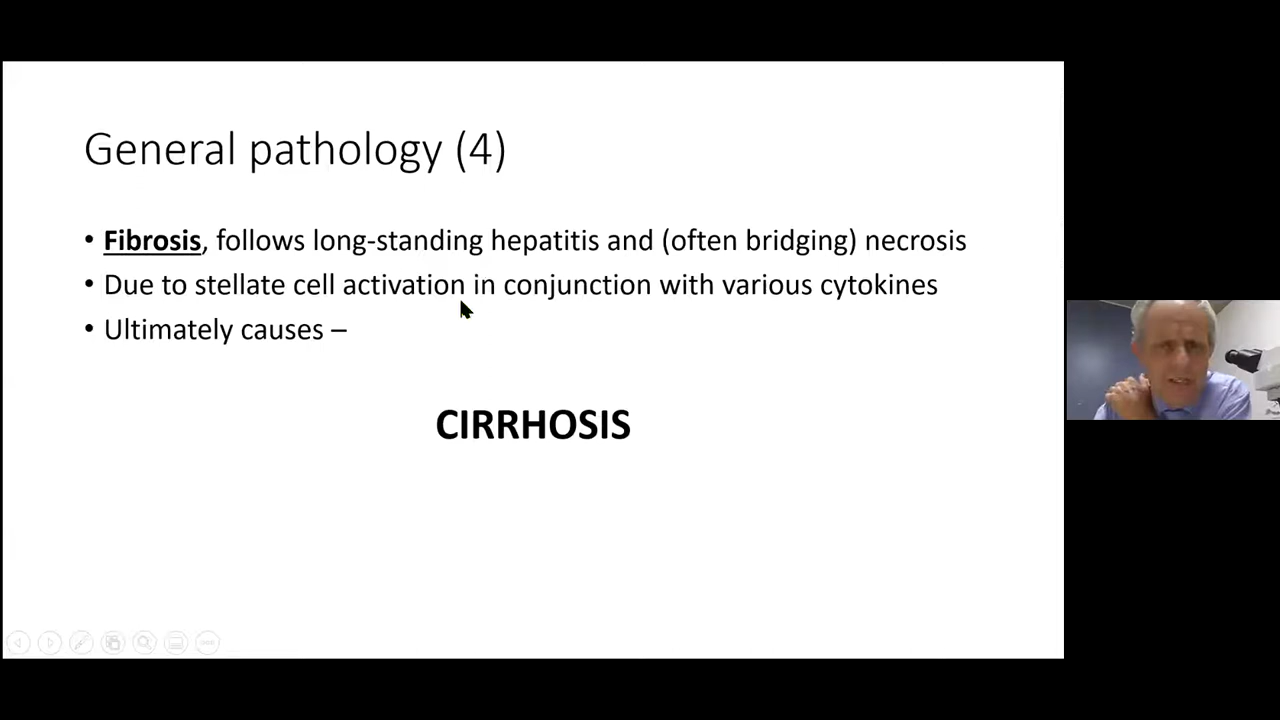 General pathology (4)
• Fibrosis, follows long-standing hepatitis and (often bridging) necrosis
• Due to stellate cell activation in conjunction with various cytokines
• Ultimately causes –
CIRRHOSIS